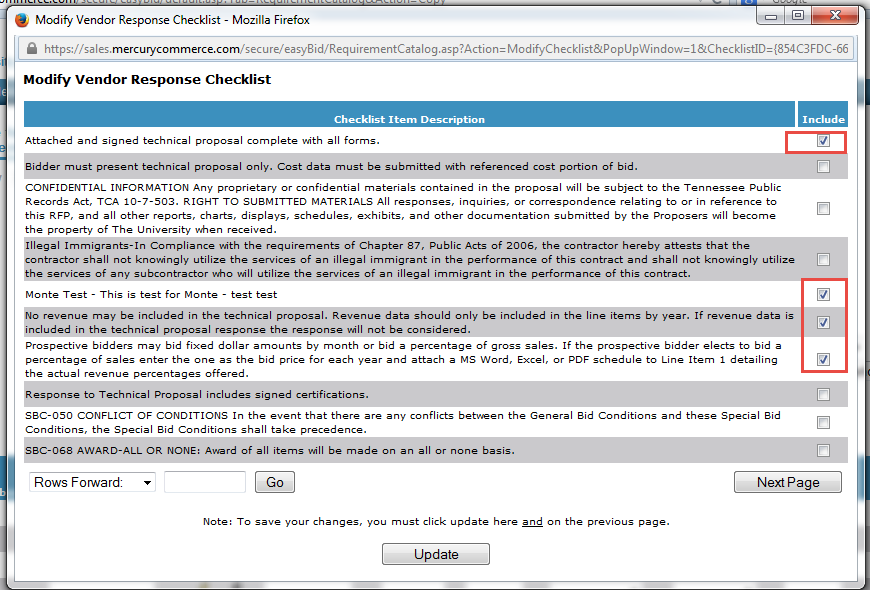 Modify Vendor Response Checklist - Mozilla Firefox
https://sales.mercurycommerce.com/secure/easyBid/RequirementCatalog.asp?Action=ModifyChecklist&PopUpWindow=1&ChecklistID={854C3FDC-66
Modify Vendor Response Checklist
Checklist Item Description Include
Attached and signed technical proposal complete with all forms.
Bidder must present technical proposal only. Cost data must be submitted with referenced cost portion of bid.
CONFIDENTIAL INFORMATION Any proprietary or confidential materials contained in the proposal will be subject to the Tennessee Public
Records Act, TCA 10-7-503. RIGHT TO SUBMITTED MATERIALS All responses, inquiries, or correspondence relating to or in reference to
this RFP, and all other reports, charts, displays, schedules, exhibits, and other documentation submitted by the Proposers will become
the property of The University when received.
Illegal Immigrants-In Compliance with the requirements of Chapter 87, Public Acts of 2006, the contractor hereby attests that the
contractor shall not knowingly utilize the services of an illegal immigrant in the performance of this contract and shall not knowingly utilize
the services of any subcontractor who will utilize the services of an illegal immigrant in the performance of this contract.
Monte Test - This is test for Monte - test test
No revenue may be included in the technical proposal. Revenue data should only be included in the line items by year. If revenue data is
included in the technical proposal response the response will not be considered.
Prospective bidders may bid fixed dollar amounts by month or bid a percentage of gross sales. If the prospective bidder elects to bid a
percentage of sales enter the one as the bid price for each year and attach a MS Word, Excel, or PDF schedule to Line Item 1 detailing
the actual revenue percentages offered.
Response to Technical Proposal includes signed certifications.
SBC-050 CONFLICT OF CONDITIONS In the event that there are any conflicts between the General Bid Conditions and these Special Bid
Conditions, the Special Bid Conditions shall take precedence.
SBC-068 AWARD-ALL OR NONE: Award of all items will be made on an all or none basis.
Rows Forward: Go Next Page
Note: To save your changes, you must click update here and on the previous page.
Update